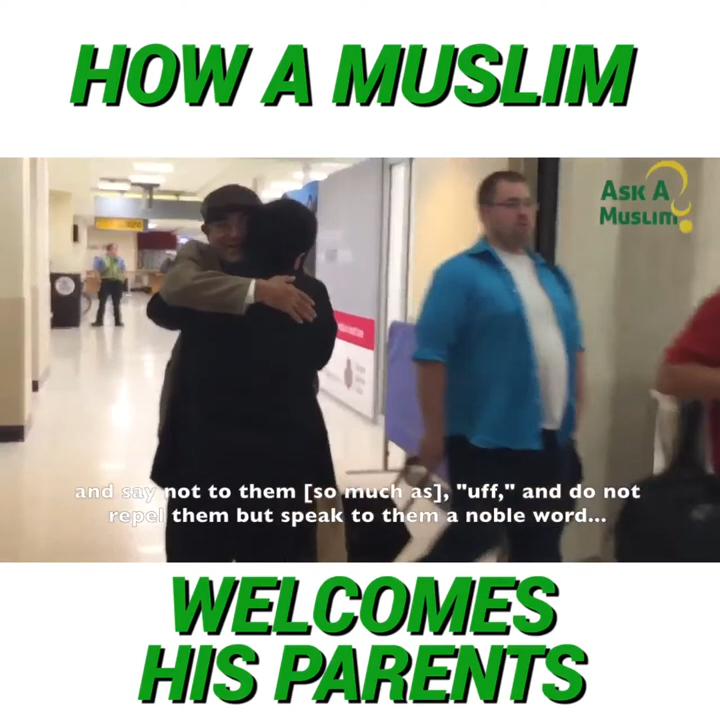 HOW A MUSLIM
ASK A
MUSLIM
and say not to them [so much as], "uff," and do not
repel them but speak to them a noble word...
WELCOMES
HIS PARENTS